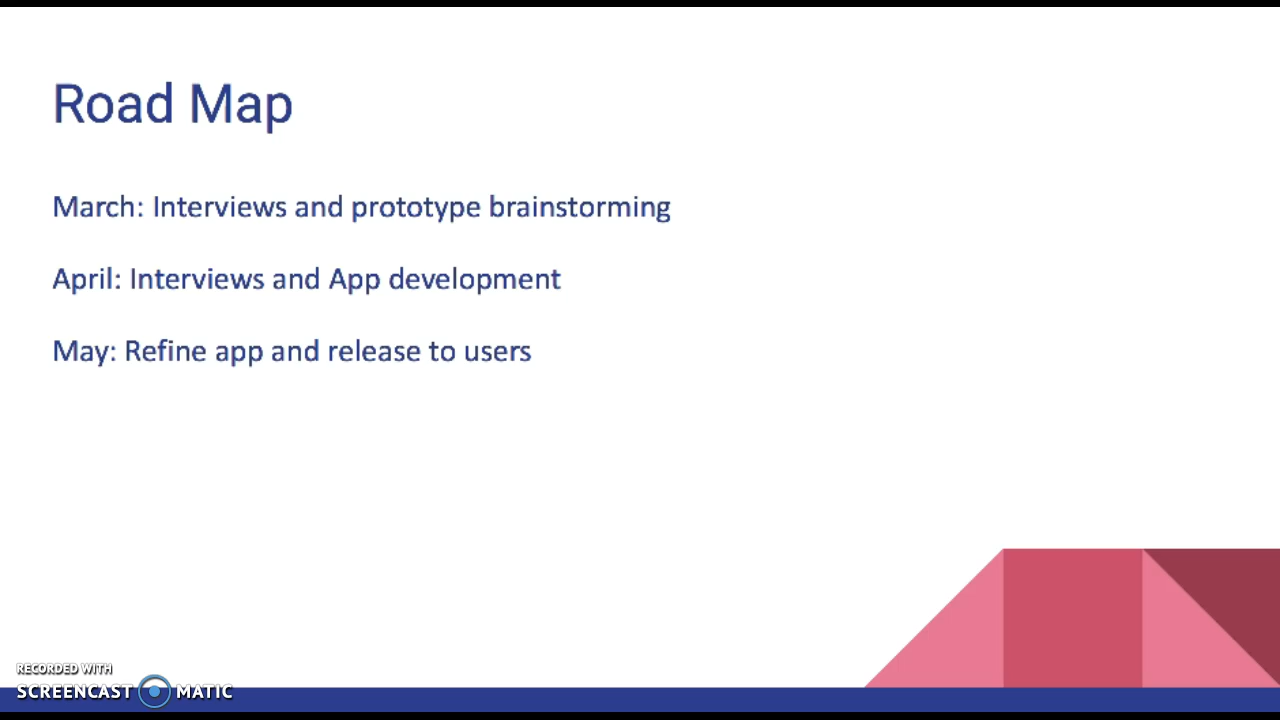 Road Map
March: Interviews and prototype brainstorming
April: Interviews and App development
May: Refine app and release to users
RECORDED WITH
SCREENCAST MATIC